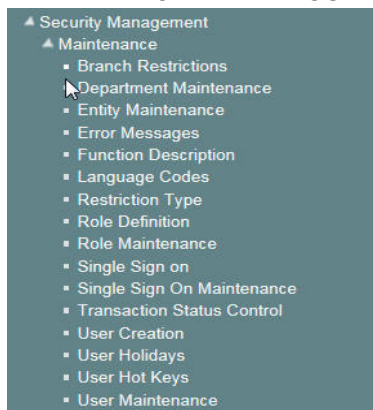 Security Management
Maintenance
Branch Restrictions
Department Maintenance
Entity Maintenance
Error Messages
Function Description
Language Codes
Restriction Type
Role Definition
Role Maintenance
Single Sign on
Single Sign On Maintenance
Transaction Status Control
User Creation
User Holidays
User Hot Keys
User Maintenance